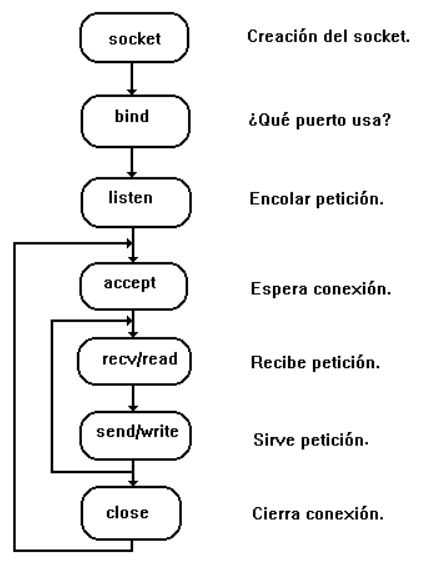 socket Creación del socket.
bind ¿Qué puerto usa?
listen Encolar petición.
accept Espera conexión.
recv/read Recibe petición.
send/write Sirve petición.
close Cierra conexión.